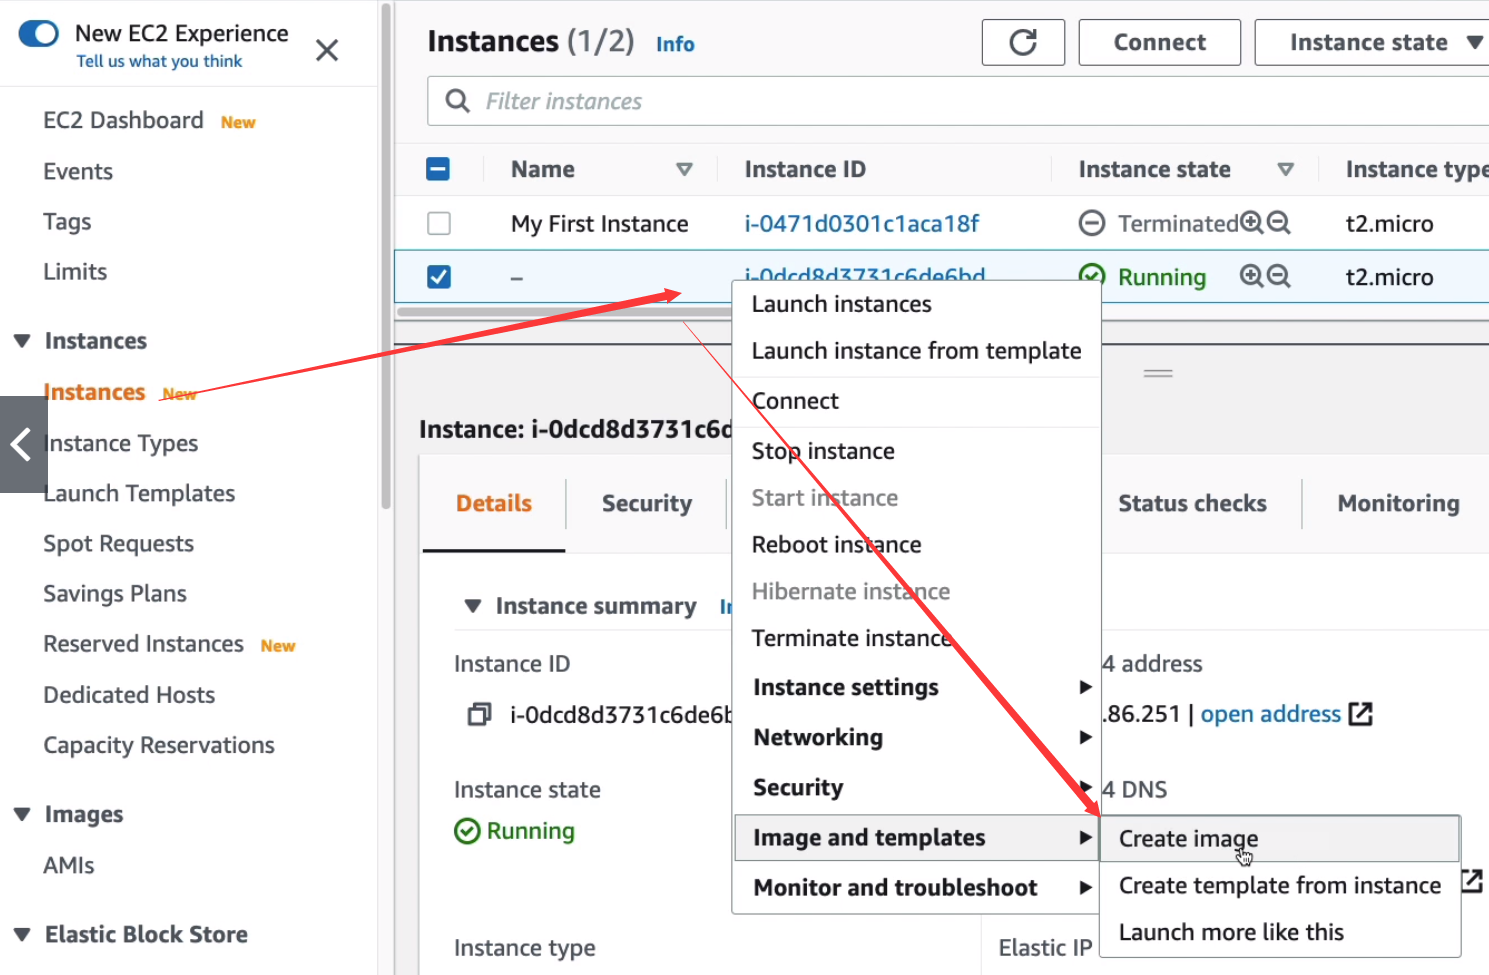 New EC2 Experience
Tell us what you think
EC2 Dashboard New
Events
Tags
Limits
Instances
Instances New
Instance Types
Launch Templates
Spot Requests
Savings Plans
Reserved Instances New
Dedicated Hosts
Capacity Reservations
Images
AMIs
Elastic Block Store
Instances (1/2) Info
Connect
Instance state
Filter instances
Name Instance ID Instance state Instance type
My First Instance i-0471d0301c1aca18f Terminated t2.micro
– i-0dcd8d3731c6de6bd Running t2.micro
Launch instances
Launch instance from template
Connect
Stop instance
Start instance
Reboot instance
Hibernate instance
Terminate instance
Instance settings
Networking
Security
Image and templates
Monitor and troubleshoot
Create image
Create template from instance
Launch more like this
Instance: i-0dcd8d3731c6d
Details Security Status checks Monitoring
Instance summary
Instance ID
i-0dcd8d3731c6de6b
4 address
.86.251 | open address
Instance state
Running
4 DNS
Instance type
Elastic IP